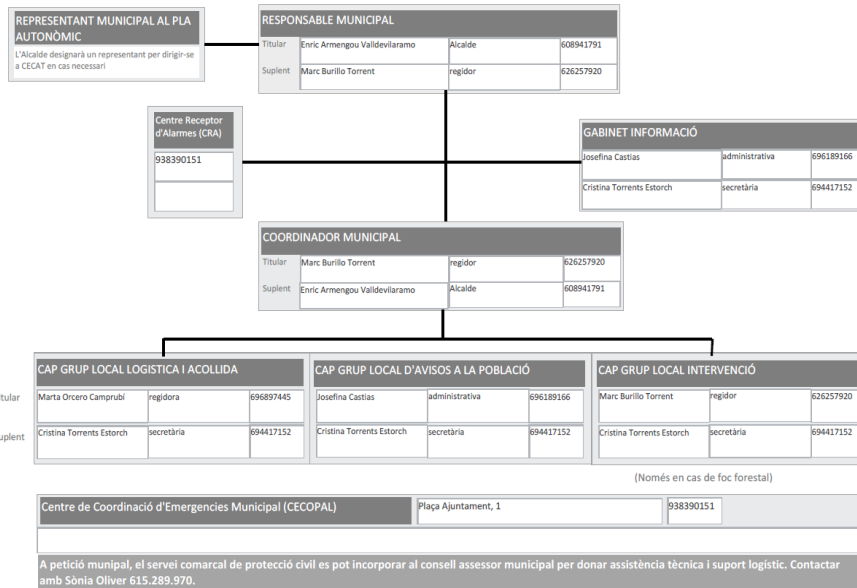 REPRESENTANT MUNICIPAL AL PLA
AUTONÒMIC
L'Alcalde designarà un representant per dirigir-se
a CECAT en cas necessari
RESPONSABLE MUNICIPAL
Titular Enric Armengou Valldevilaramo Alcalde 608941791
Suplent Marc Burillo Torrent regidor 626257920
Centre Receptor
d'Alarmes (CRA)
938390151
GABINET INFORMACIÓ
Josefina Castias administrativa 696189166
Cristina Torrents Estorch secretària 694417152
COORDINADOR MUNICIPAL
Titular Marc Burillo Torrent regidor 626257920
Suplent Enric Armengou Valldevilaramo Alcalde 608941791
CAP GRUP LOCAL LOGISTICA I ACOLLIDA CAP GRUP LOCAL D'AVISOS A LA POBLACIÓ CAP GRUP LOCAL INTERVENCIÓ
itular Marta Orcero Camprubí regidora 696897445 Josefina Castias administrativa 696189166 Marc Burillo Torrent regidor 626257920
uplent Cristina Torrents Estorch secretària 694417152 Cristina Torrents Estorch secretària 694417152 Cristina Torrents Estorch secretària 694417152
(Només en cas de foc forestal)
Centre de Coordinació d'Emergencies Municipal (CECOPAL) Plaça Ajuntament, 1 938390151
A petició munipal, el servei comarcal de protecció civil es pot incorporar al consell assessor municipal per donar assistència tècnica i suport logístic. Contactar
amb Sònia Oliver 615.289.970.